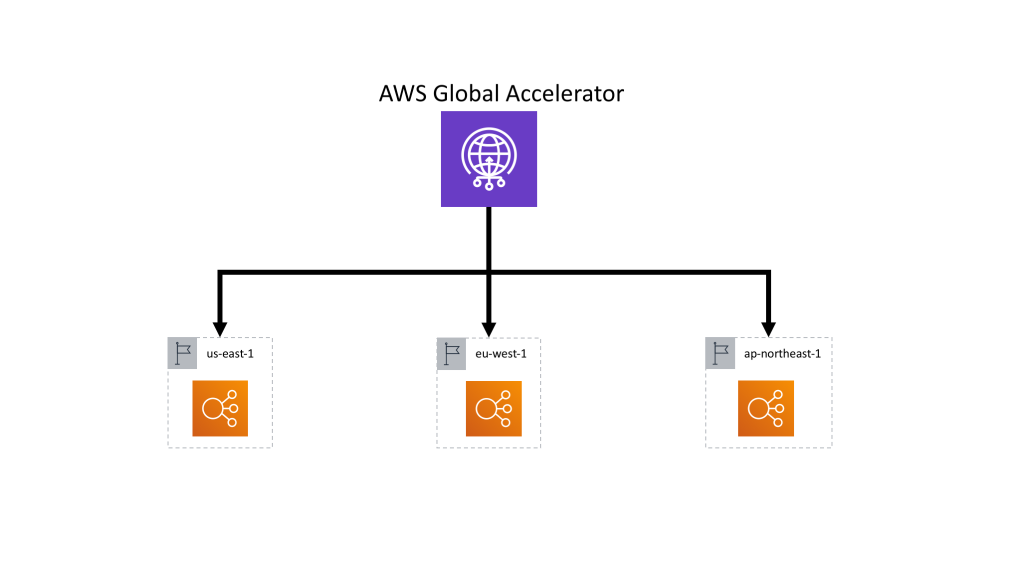 AWS Global Accelerator
us-east-1
eu-west-1
ap-northeast-1